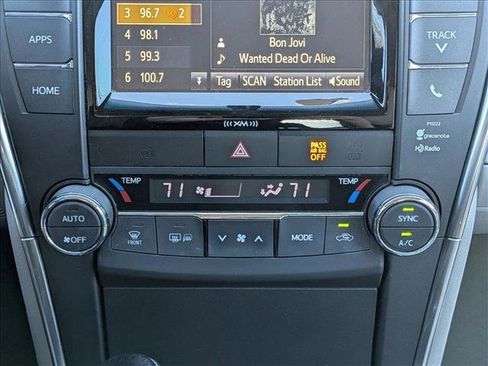 3 96.7 2
4 98.1
5 99.3
6 100.7
Bon Jovi
Wanted Dead Or Alive
Tag SCAN Station List Sound
APPS
HOME
TRACK
((( XM )))
P11222
gracenote
HD Radio
PASS
AIR BAG
OFF
TEMP
71
71
TEMP
AUTO
OFF
FRONT
MODE
SYNC
A/C